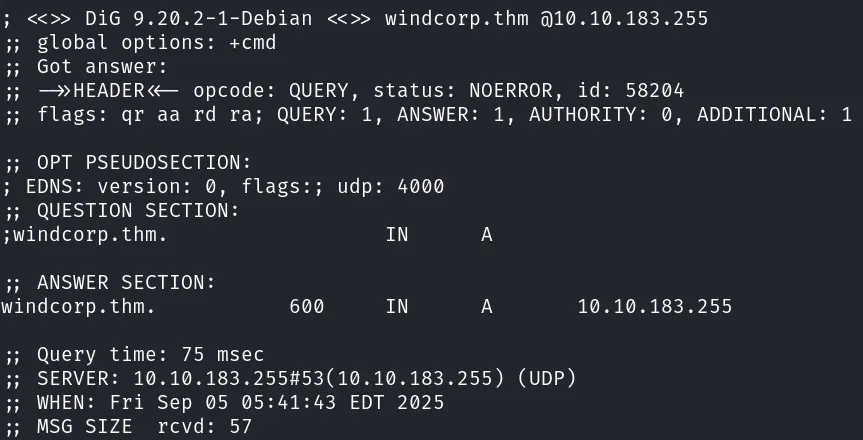 ; <<>> DiG 9.20.2-1-Debian <<>> windcorp.thm @10.10.183.255
;; global options: +cmd
;; Got answer:
;; ->>HEADER<<- opcode: QUERY, status: NOERROR, id: 58204
;; flags: qr aa rd ra; QUERY: 1, ANSWER: 1, AUTHORITY: 0, ADDITIONAL: 1
;; OPT PSEUDOSECTION:
; EDNS: version: 0, flags:; udp: 4000
;; QUESTION SECTION:
;windcorp.thm. IN A
;; ANSWER SECTION:
windcorp.thm. 600 IN A 10.10.183.255
;; Query time: 75 msec
;; SERVER: 10.10.183.255#53(10.10.183.255) (UDP)
;; WHEN: Fri Sep 05 05:41:43 EDT 2025
;; MSG SIZE rcvd: 57